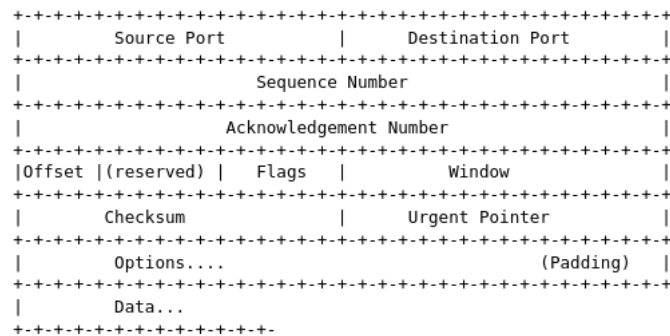 +-+-+-+-+-+-+-+-+-+-+-+-+-+-+-+-+-+-+-+-+-+-+-+-+-+-+-+-+-+-+-+-+
|         Source Port           |      Destination Port         |
+-+-+-+-+-+-+-+-+-+-+-+-+-+-+-+-+-+-+-+-+-+-+-+-+-+-+-+-+-+-+-+-+
|                       Sequence Number                         |
+-+-+-+-+-+-+-+-+-+-+-+-+-+-+-+-+-+-+-+-+-+-+-+-+-+-+-+-+-+-+-+-+
|                    Acknowledgement Number                     |
+-+-+-+-+-+-+-+-+-+-+-+-+-+-+-+-+-+-+-+-+-+-+-+-+-+-+-+-+-+-+-+-+
|Offset |(reserved) |   Flags   |          Window               |
+-+-+-+-+-+-+-+-+-+-+-+-+-+-+-+-+-+-+-+-+-+-+-+-+-+-+-+-+-+-+-+-+
|        Checksum               |      Urgent Pointer           |
+-+-+-+-+-+-+-+-+-+-+-+-+-+-+-+-+-+-+-+-+-+-+-+-+-+-+-+-+-+-+-+-+
|         Options....                               (Padding)   |
+-+-+-+-+-+-+-+-+-+-+-+-+-+-+-+-+-+-+-+-+-+-+-+-+-+-+-+-+-+-+-+-+
|         Data...
+-+-+-+-+-+-+-+-+-+-+-+-+-